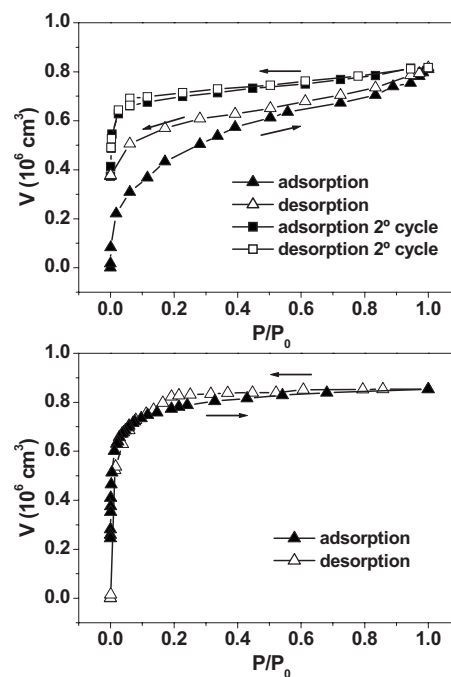 1.0
0.8
0.6
0.4
0.2
0.0
V (10⁶ cm³)
adsorption
desorption
adsorption 2º cycle
desorption 2º cycle
0.0 0.2 0.4 0.6 0.8 1.0
P/P₀
1.0
0.8
0.6
0.4
0.2
0.0
V (10⁶ cm³)
adsorption
desorption
0.0 0.2 0.4 0.6 0.8 1.0
P/P₀